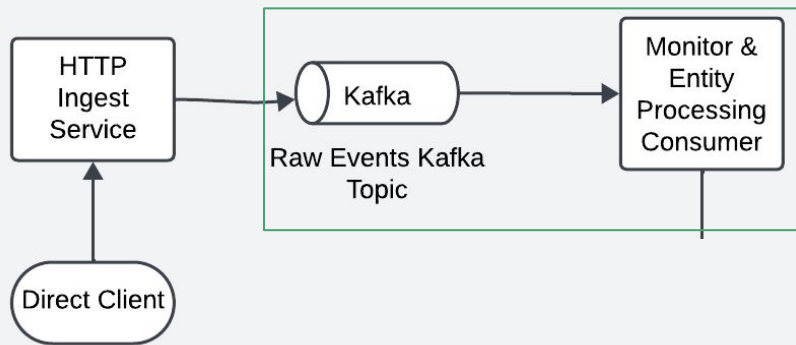 HTTP
Ingest
Service
Kafka
Raw Events Kafka
Topic
Monitor &
Entity
Processing
Consumer
Direct Client